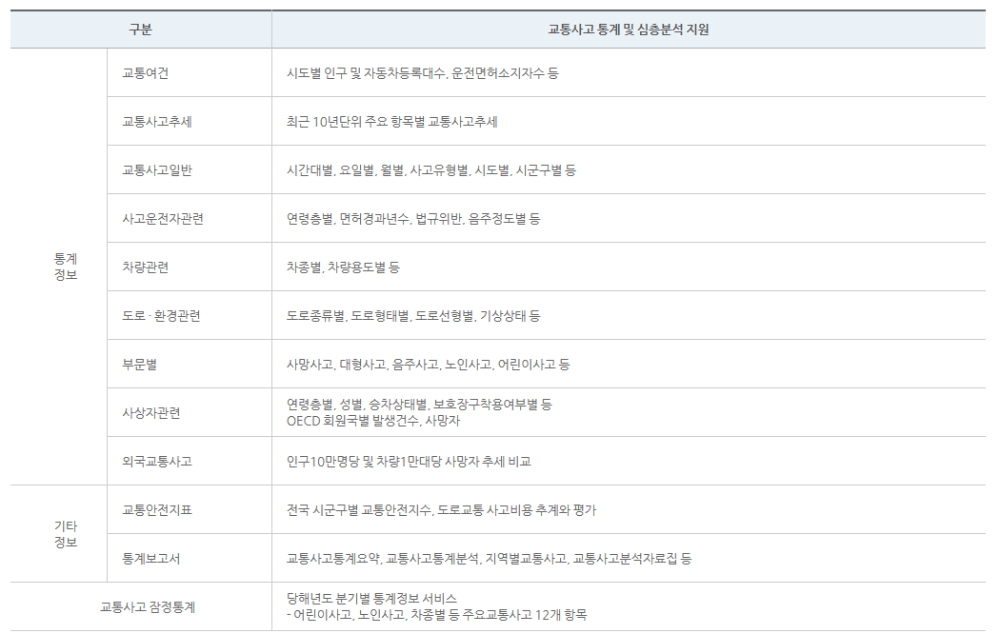 구분
교통사고 통계 및 심층분석 지원
통계
정보
교통여건
시도별 인구 및 자동차등록대수, 운전면허소지자수 등
교통사고추세
최근 10년단위 주요 항목별 교통사고추세
교통사고일반
시간대별, 요일별, 월별, 사고유형별, 시도별, 시군구별 등
사고운전자관련
연령층별, 면허경과년수, 법규위반, 음주정도별 등
차량관련
차종별, 차량용도별 등
도로 · 환경관련
도로종류별, 도로형태별, 도로선형별, 기상상태 등
부문별
사망사고, 대형사고, 음주사고, 노인사고, 어린이사고 등
사상자관련
연령층별, 성별, 승차상태별, 보호장구착용여부별 등
OECD 회원국별 발생건수, 사망자
외국교통사고
인구10만명당 및 차량1만대당 사망자 추세 비교
기타
정보
교통안전지표
전국 시군구별 교통안전지수, 도로교통 사고비용 추계와 평가
통계보고서
교통사고통계요약, 교통사고통계분석, 지역별교통사고, 교통사고분석자료집 등
교통사고 잠정통계
당해년도 분기별 통계정보 서비스
- 어린이사고, 노인사고, 차종별 등 주요교통사고 12개 항목